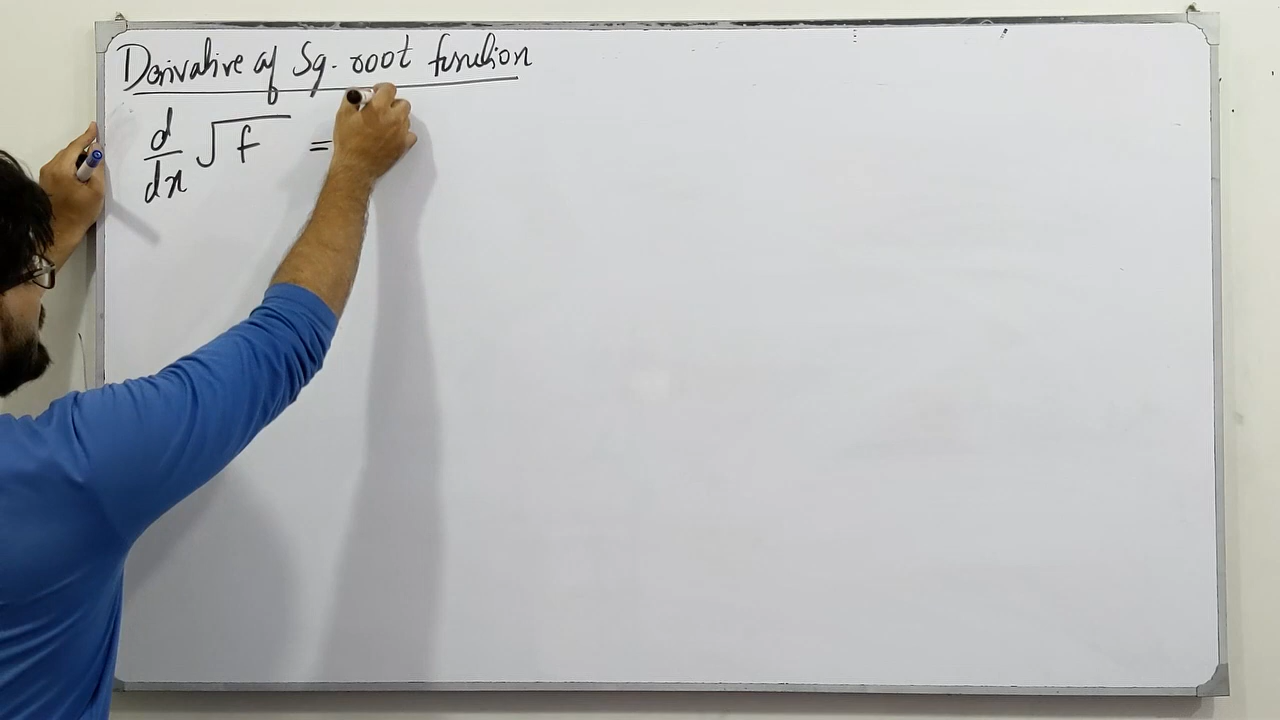 Derivative of Sq. root function
d/dx √f =